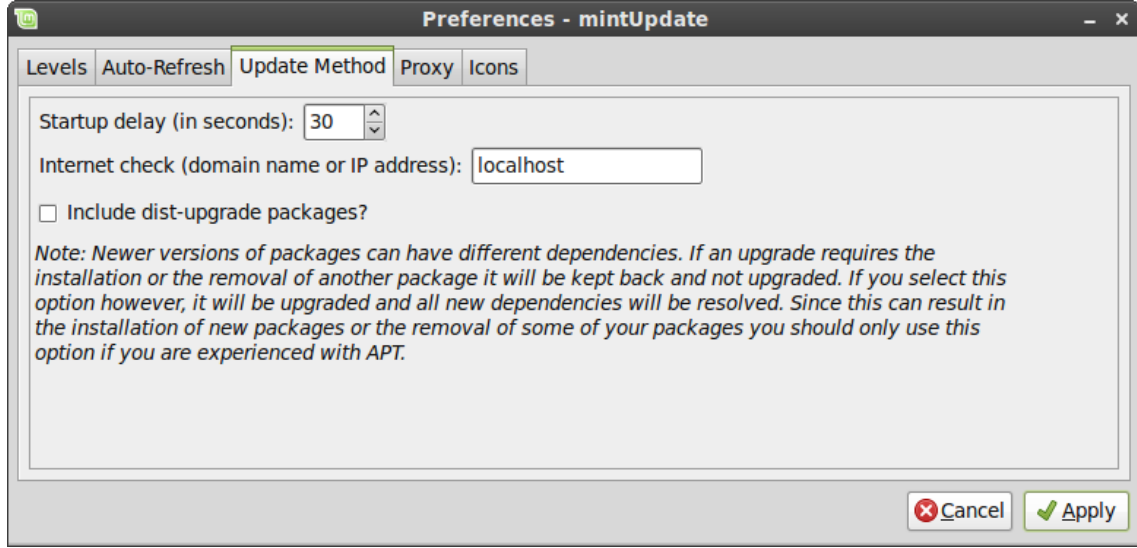 Preferences - mintUpdate
Levels Auto-Refresh Update Method Proxy Icons
Startup delay (in seconds): 30
Internet check (domain name or IP address): localhost
Include dist-upgrade packages?
Note: Newer versions of packages can have different dependencies. If an upgrade requires the
installation or the removal of another package it will be kept back and not upgraded. If you select this
option however, it will be upgraded and all new dependencies will be resolved. Since this can result in
the installation of new packages or the removal of some of your packages you should only use this
option if you are experienced with APT.
Cancel Apply